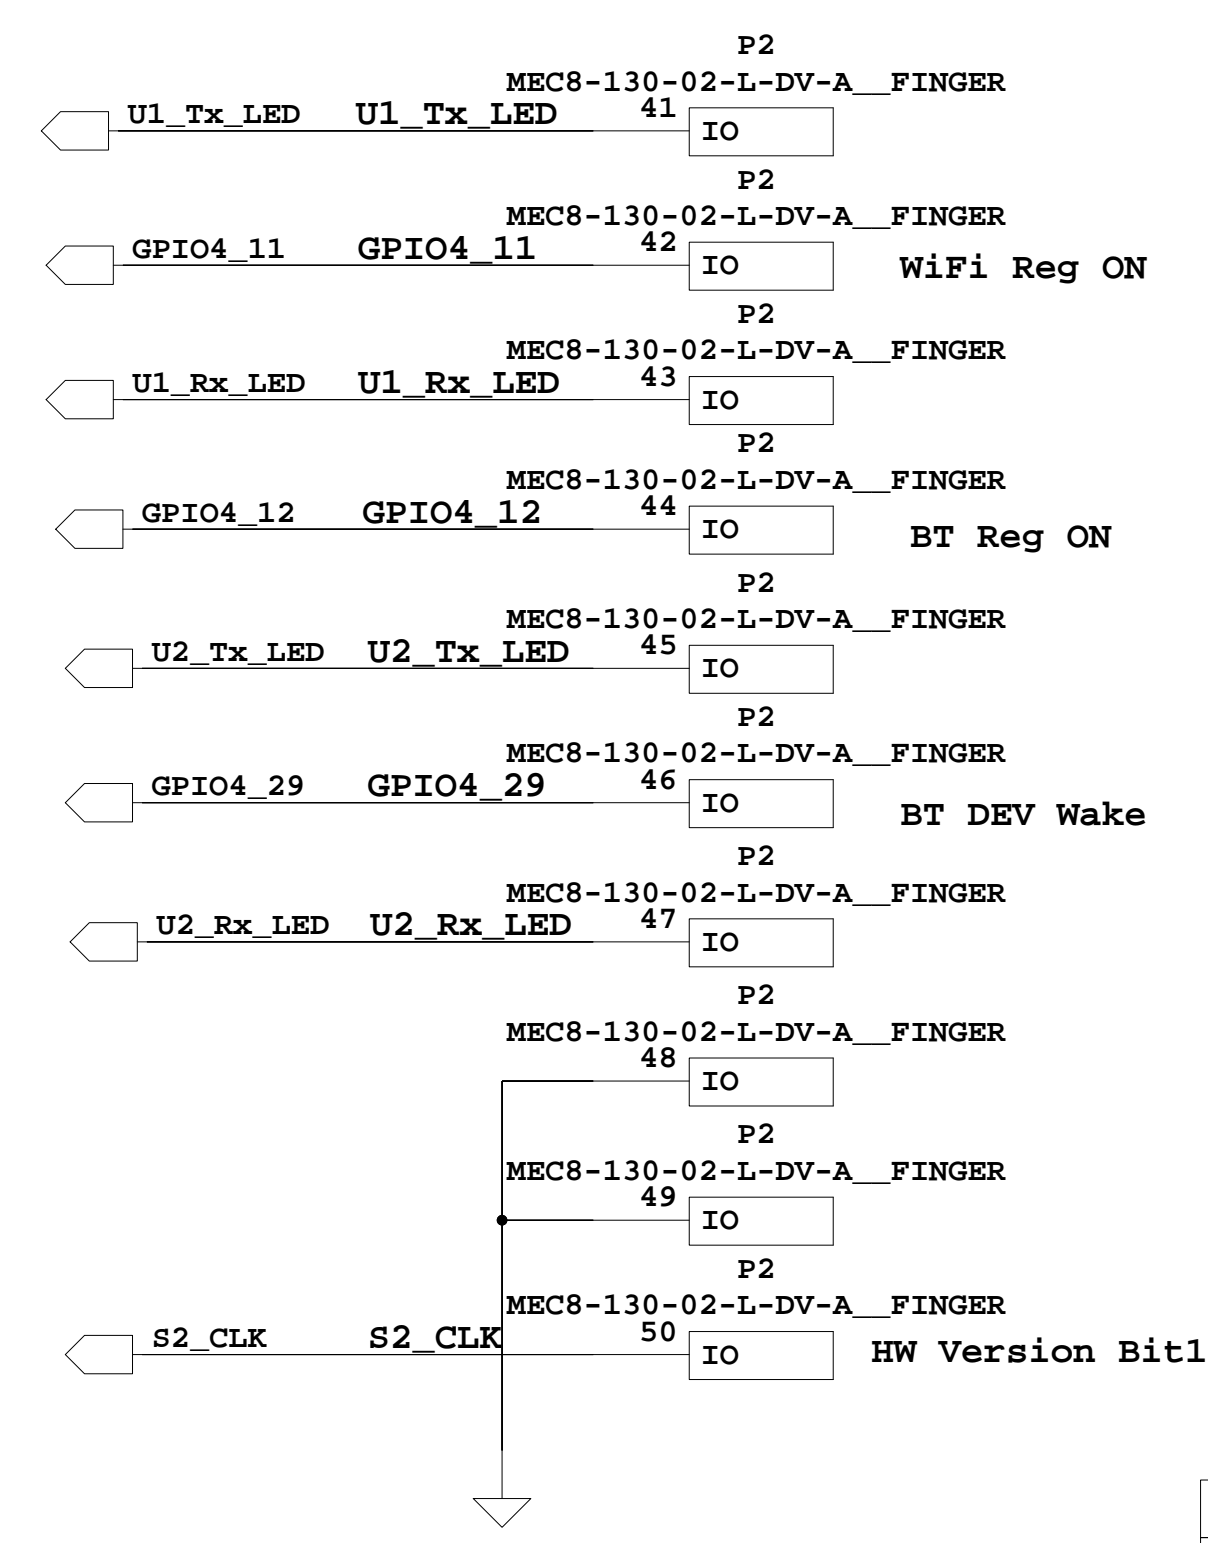 P2
MEC8-130-02-L-DV-A__FINGER
U1_Tx_LED U1_Tx_LED 41 IO
P2
MEC8-130-02-L-DV-A__FINGER
GPIO4_11 GPIO4_11 42 IO WiFi Reg ON
P2
MEC8-130-02-L-DV-A__FINGER
U1_Rx_LED U1_Rx_LED 43 IO
P2
MEC8-130-02-L-DV-A__FINGER
GPIO4_12 GPIO4_12 44 IO BT Reg ON
P2
MEC8-130-02-L-DV-A__FINGER
U2_Tx_LED U2_Tx_LED 45 IO
P2
MEC8-130-02-L-DV-A__FINGER
GPIO4_29 GPIO4_29 46 IO BT DEV Wake
P2
MEC8-130-02-L-DV-A__FINGER
U2_Rx_LED U2_Rx_LED 47 IO
P2
MEC8-130-02-L-DV-A__FINGER
48 IO
P2
MEC8-130-02-L-DV-A__FINGER
49 IO
P2
MEC8-130-02-L-DV-A__FINGER
S2_CLK S2_CLK 50 IO HW Version Bit1